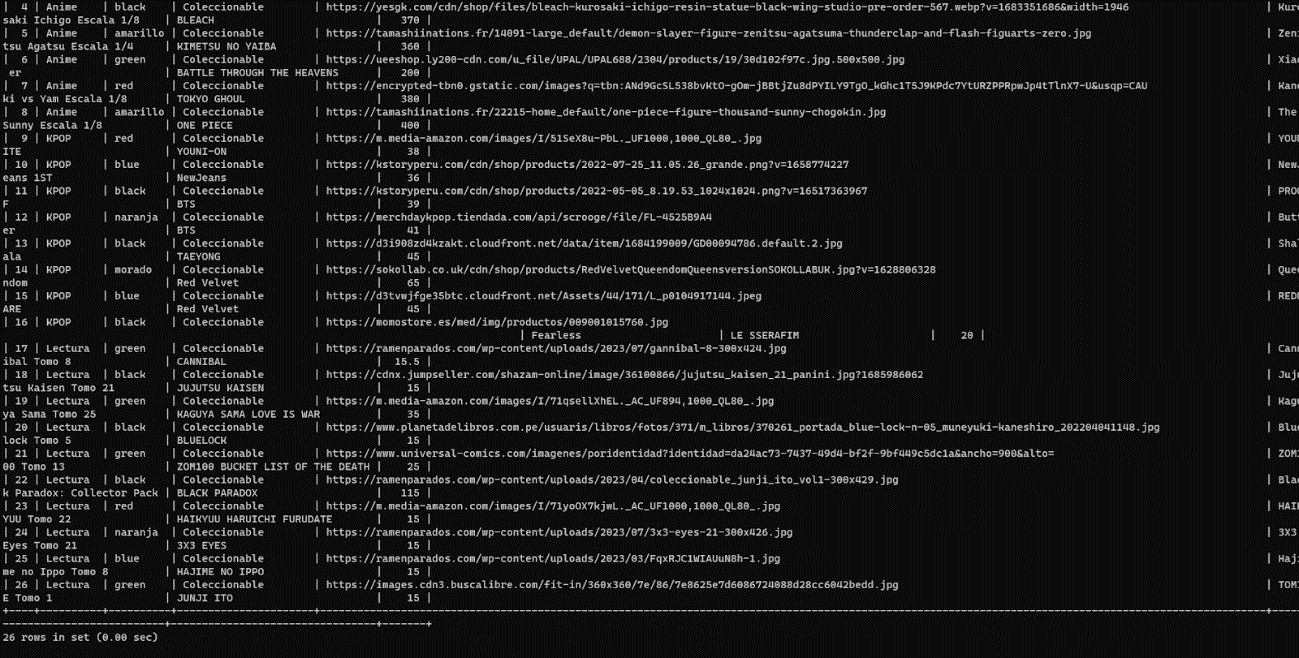 |  4 | Anime    | black    | Coleccionable        | https://yesgk.com/cdn/shop/files/bleach-kurosaki-ichigo-resin-statue-black-wing-studio-pre-order-567.webp?v=1683351686&width=1946 | Kuro
saki Ichigo Escala 1/8    | BLEACH                         |   370 |
|  5 | Anime    | amarillo | Coleccionable        | https://tamashiinations.fr/14091-large_default/demon-slayer-figure-zenitsu-agatsuma-thunderclap-and-flash-figuarts-zero.jpg | Zeni
tsu Agatsu Escala 1/4     | KIMETSU NO YAIBA               |   360 |
|  6 | Anime    | green    | Coleccionable        | https://ueeshop.ly200-cdn.com/u_file/UPAL/UPAL688/2304/products/19/30d102f97c.jpg.500x500.jpg | Xiao
er                       | BATTLE THROUGH THE HEAVENS     |   200 |
|  7 | Anime    | red      | Coleccionable        | https://encrypted-tbn0.gstatic.com/images?q=tbn:ANd9GcSL538bvKtO-gOm-jBBtjZu8dPYILY9TgO_kGhc1T5J9KPdc7YtURZPPRpwJp4tTlnX7-U&usqp=CAU | Kane
ki vs Yam Escala 1/8      | TOKYO GHOUL                    |   380 |
|  8 | Anime    | amarillo | Coleccionable        | https://tamashiinations.fr/22215-home_default/one-piece-figure-thousand-sunny-chogokin.jpg | The
Sunny Escala 1/8          | ONE PIECE                      |   400 |
|  9 | KPOP     | red      | Coleccionable        | https://m.media-amazon.com/images/I/51SeX8u-PbL._UF1000,1000_QL80_.jpg | YOUN
ITE                       | YOUNI-ON                       |    38 |
| 10 | KPOP     | blue     | Coleccionable        | https://kstoryperu.com/cdn/shop/products/2022-07-25_11.05.26_grande.png?v=1658774227 | NewJ
eans 1ST                  | NewJeans                       |    36 |
| 11 | KPOP     | black    | Coleccionable        | https://kstoryperu.com/cdn/shop/products/2022-05-05_8.19.53_1024x1024.png?v=16517363967 | PROO
F                         | BTS                            |    39 |
| 12 | KPOP     | naranja  | Coleccionable        | https://merchdaykpop.tiendada.com/api/scrooge/file/FL-4525B9A4 | Butt
er                        | BTS                            |    41 |
| 13 | KPOP     | black    | Coleccionable        | https://d3i908zd4kzakt.cloudfront.net/data/item/1684199009/GD00094786.default.2.jpg | Shal
ala                       | TAEYONG                        |    45 |
| 14 | KPOP     | morado   | Coleccionable        | https://sokollab.co.uk/cdn/shop/products/RedVelvetQueendomQueensversionSOKOLLABUK.jpg?v=1628806328 | Quee
ndom                      | Red Velvet                     |    65 |
| 15 | KPOP     | blue     | Coleccionable        | https://d3tvwjfge35btc.cloudfront.net/Assets/44/171/L_p0104917144.jpeg | REDM
ARE                       | Red Velvet                     |    45 |
| 16 | KPOP     | black    | Coleccionable        | https://momostore.es/med/img/productos/009001015760.jpg
| Fearless                  | LE SSERAFIM                    |    20 |
| 17 | Lectura  | green    | Coleccionable        | https://ramenparados.com/wp-content/uploads/2023/07/gannibal-8-300x424.jpg | Cann
ibal Tomo 8               | CANNIBAL                       |  15.5 |
| 18 | Lectura  | black    | Coleccionable        | https://cdnx.jumpseller.com/shazam-online/image/36100866/jujutsu_kaisen_21_panini.jpg?1685986062 | Juju
tsu Kaisen Tomo 21        | JUJUTSU KAISEN                 |    15 |
| 19 | Lectura  | green    | Coleccionable        | https://m.media-amazon.com/images/I/71qsellXhEL._AC_UF894,1000_QL80_.jpg | Kagu
ya Sama Tomo 25           | KAGUYA SAMA LOVE IS WAR        |    35 |
| 20 | Lectura  | black    | Coleccionable        | https://www.planetadelibros.com.pe/usuaris/libros/fotos/371/m_libros/370261_portada_blue-lock-n-05_muneyuki-kaneshiro_202204041148.jpg | Blue
lock Tomo 5               | BLUELOCK                       |    15 |
| 21 | Lectura  | green    | Coleccionable        | https://www.universal-comics.com/imagenes/poridentidad?identidad=da24ac73-7437-49d4-bf2f-9bf449c5dc1a&ancho=900&alto= | ZOM1
00 Tomo 13                | ZOM100 BUCKET LIST OF THE DEATH |    25 |
| 22 | Lectura  | black    | Coleccionable        | https://ramenparados.com/wp-content/uploads/2023/04/coleccionable_junji_ito_vol1-300x429.jpg | Blac
k Paradox: Collector Pack | BLACK PARADOX                  |   115 |
| 23 | Lectura  | red      | Coleccionable        | https://m.media-amazon.com/images/I/71yoOX7kjwL._AC_UF1000,1000_QL80_.jpg | HAIK
YUU Tomo 22               | HAIKYUU HARUICHI FURUDATE      |    15 |
| 24 | Lectura  | naranja  | Coleccionable        | https://ramenparados.com/wp-content/uploads/2023/07/3x3-eyes-21-300x426.jpg | 3X3
Eyes Tomo 21              | 3X3 EYES                       |    15 |
| 25 | Lectura  | blue     | Coleccionable        | https://ramenparados.com/wp-content/uploads/2023/03/FqxRJC1WIAUuN8h-1.jpg | Haji
me no Ippo Tomo 8         | HAJIME NO IPPO                 |    15 |
| 26 | Lectura  | green    | Coleccionable        | https://images.cdn3.buscalibre.com/fit-in/360x360/7e/86/7e8625e7d6086724088d28cc6042bedd.jpg | TOMI
E Tomo 1                  | JUNJI ITO                      |    15 |
26 rows in set (0.00 sec)